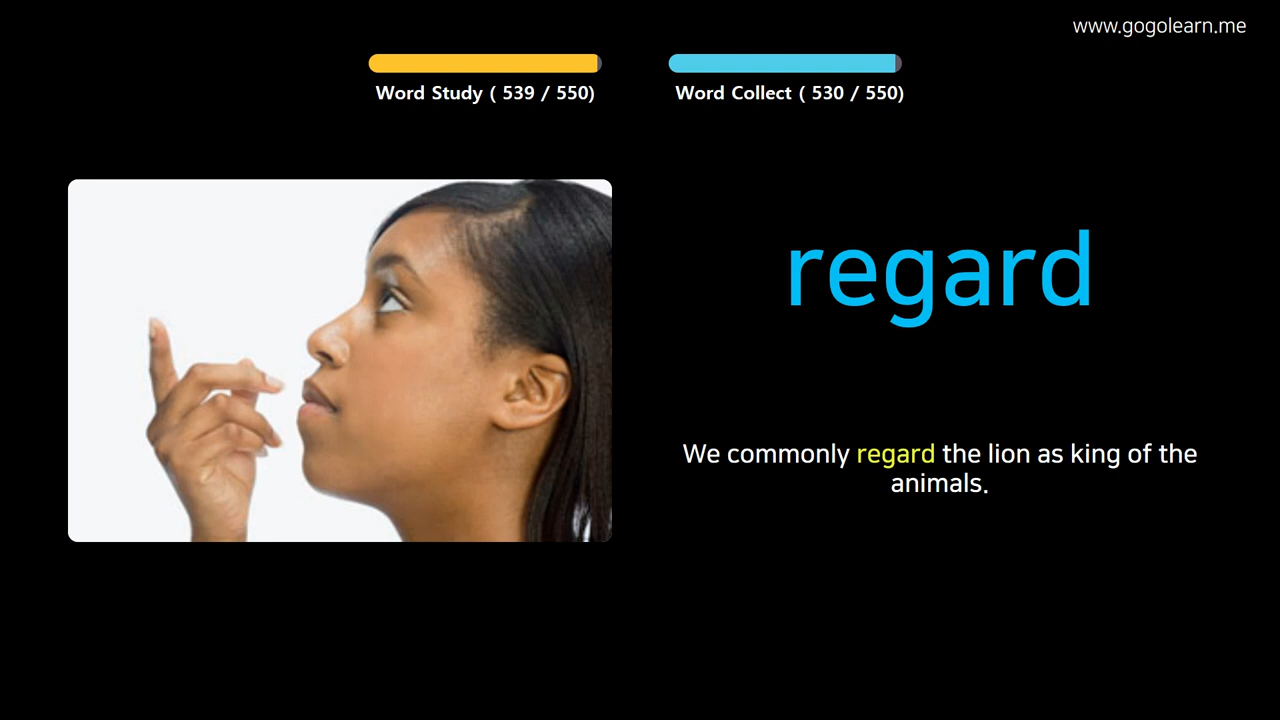 www.gogolearn.me
Word Study ( 539 / 550)
Word Collect ( 530 / 550)
regard
We commonly regard the lion as king of the
animals.